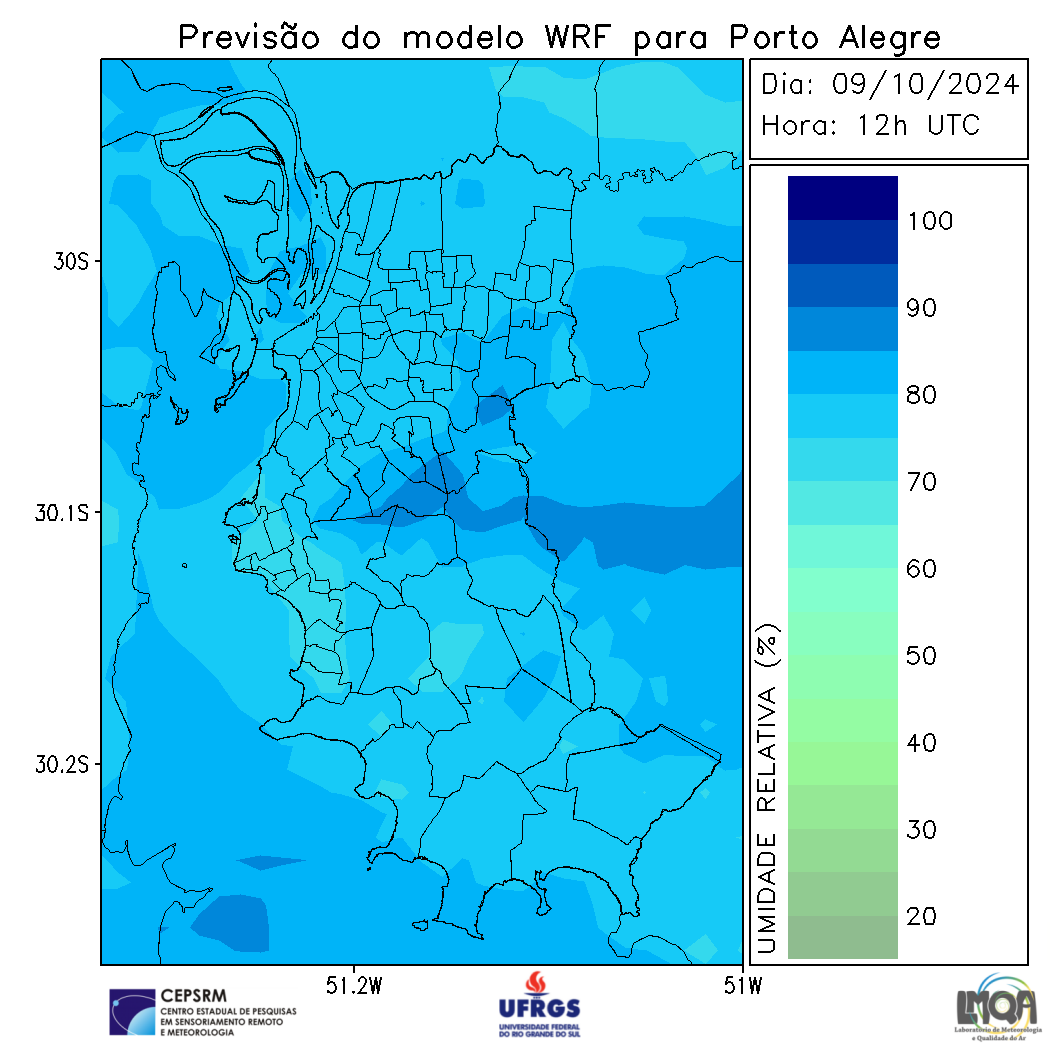 Previsão do modelo WRF para Porto Alegre
Dia: 09/10/2024
Hora: 12h UTC
100
90
80
70
60
50
40
30
20
UMIDADE RELATIVA (%)
30S
30.1S
30.2S
51.2W
51W
CEPSRM
CENTRO ESTADUAL DE PESQUISAS
EM SENSORIAMENTO REMOTO
E METEOROLOGIA
UFRGS
UNIVERSIDADE FEDERAL
DO RIO GRANDE DO SUL
LMQA
Laboratório de Meteorologia
e Qualidade do Ar